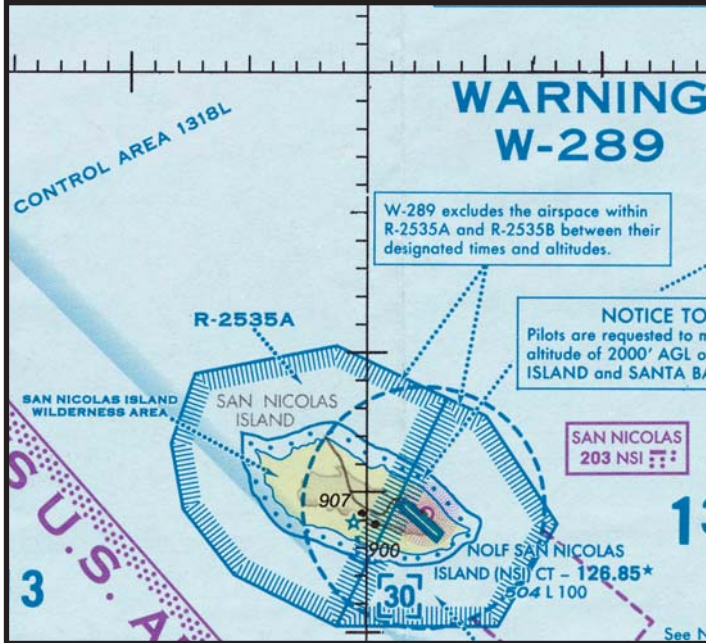 WARNING
W-289
CONTROL AREA 1318L
W-289 excludes the airspace within
R-2535A and R-2535B between their
designated times and altitudes.
NOTICE TO
Pilots are requested to m
altitude of 2000' AGL o
ISLAND and SANTA BA
R-2535A
SAN NICOLAS ISLAND
WILDERNESS AREA
SAN NICOLAS
ISLAND
SAN NICOLAS
203 NSI
907
900
NOLF SAN NICOLAS
ISLAND (NSI) CT – 126.85*
504 L 100
30
13
S U.S. A
3
See N